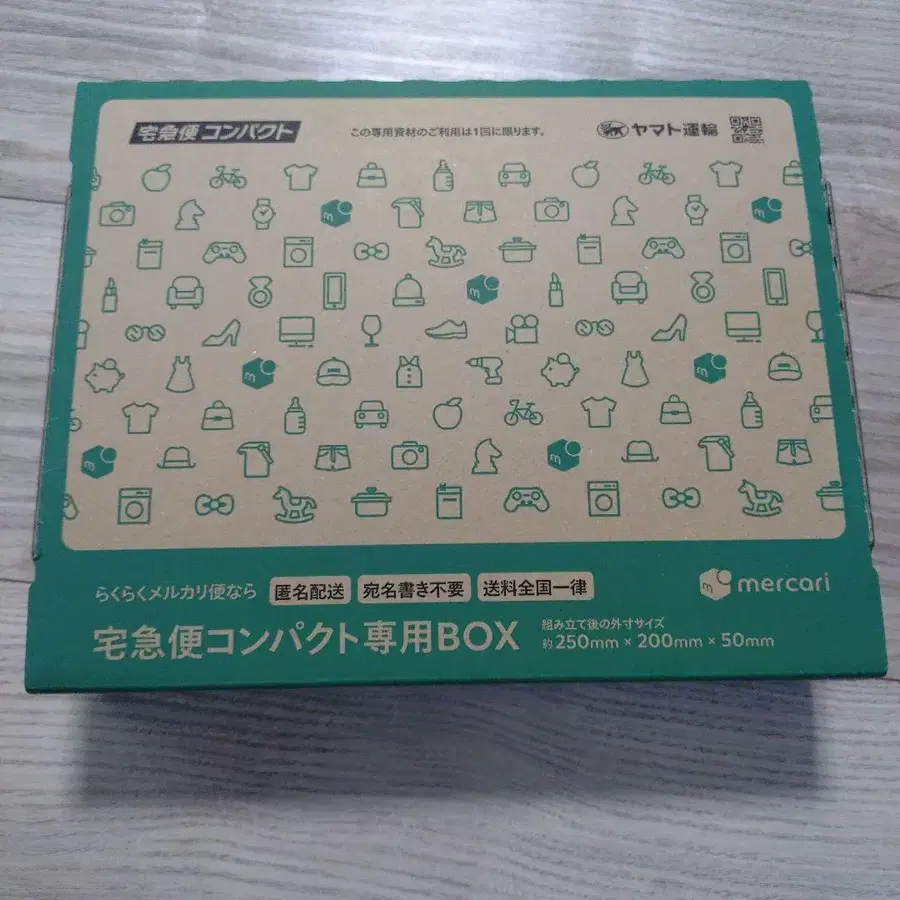 宅急便 コンパクト
この専用資材のご利用は1回に限ります。
ヤマト運輸
らくらくメルカリ便なら 匿名配送 宛名書き不要 送料全国一律
mercari
宅急便コンパクト専用BOX
組み立て後の外寸サイズ
約250mm×200mm×50mm